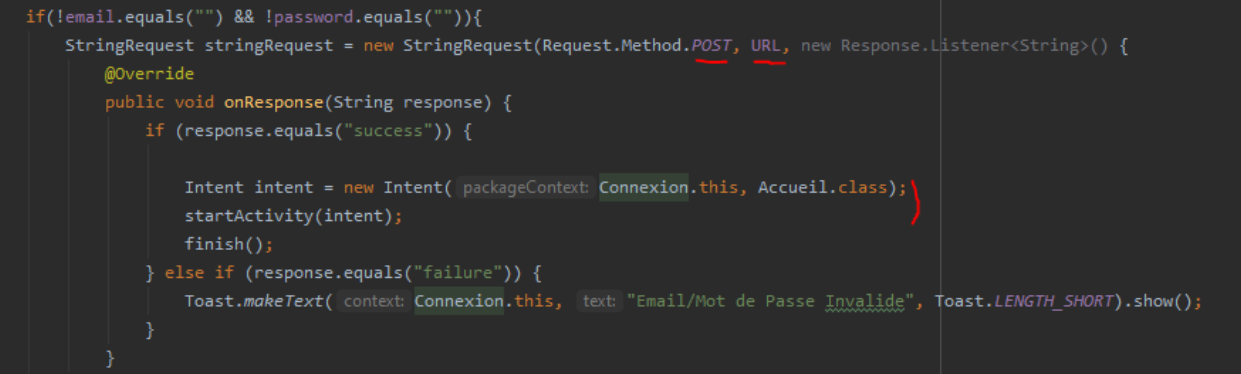 if(!email.equals("") && !password.equals("")){
StringRequest stringRequest = new StringRequest(Request.Method.POST, URL, new Response.Listener<String>() {
@Override
public void onResponse(String response) {
if (response.equals("success")) {
Intent intent = new Intent( packageContext: Connexion.this, Accueil.class);
startActivity(intent);
finish();
} else if (response.equals("failure")) {
Toast.makeText( context: Connexion.this, text: "Email/Mot de Passe Invalide", Toast.LENGTH_SHORT).show();
}
}